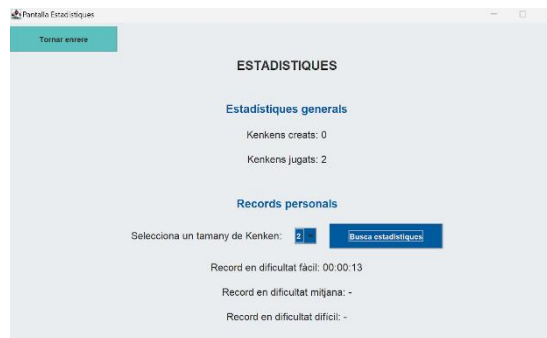 Pantalla Estadístiques
Tornar enrere
ESTADISTIQUES
Estadístiques generals
Kenkens creats: 0
Kenkens jugats: 2
Records personals
Selecciona un tamany de Kenken: 2 Busca estadístiques
Record en dificultat fàcil: 00:00:13
Record en dificultat mitjana: -
Record en dificultat difícil: -